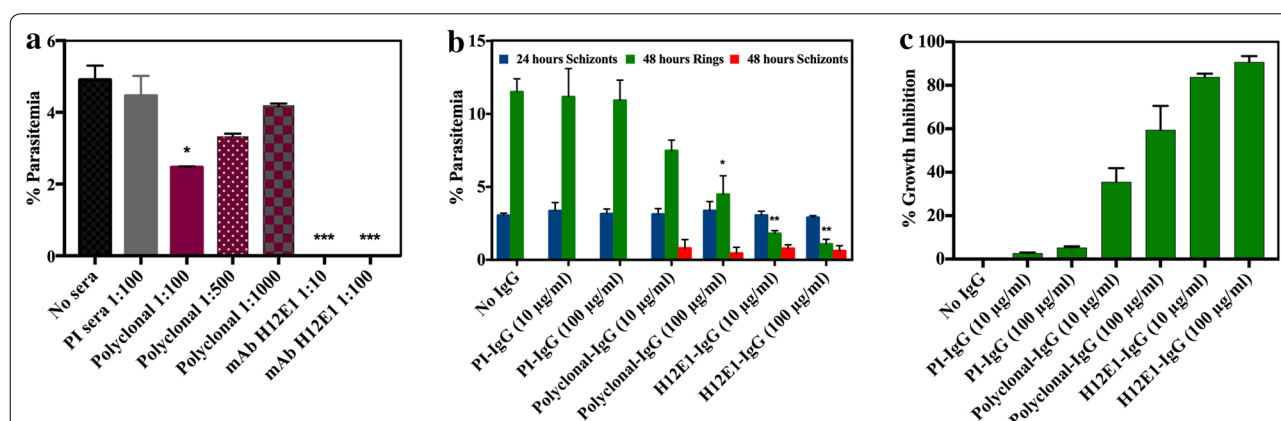 a
6
4
2
0
% Parasitemia
*
***
***
No sera
PI sera 1:100
Polyclonal 1:100
Polyclonal 1:500
Polyclonal 1:1000
mAb H12E1 1:10
mAb H12E1 1:100
b
15
10
5
0
% Parasitemia
24 hours Schizonts 48 hours Rings 48 hours Schizonts
*
**
**
No IgG
PI-IgG (10 µg/ml)
PI-IgG (100 µg/ml)
Polyclonal-IgG (10 µg/ml)
Polyclonal-IgG (100 µg/ml)
H12E1-IgG (10 µg/ml)
H12E1-IgG (100 µg/ml)
c
100
80
60
40
20
0
% Growth Inhibition
No IgG
PI-IgG (10 µg/ml)
PI-IgG (100 µg/ml)
Polyclonal-IgG (10 µg/ml)
Polyclonal-IgG (100 µg/ml)
H12E1-IgG (10 µg/ml)
H12E1-IgG (100 µg/ml)